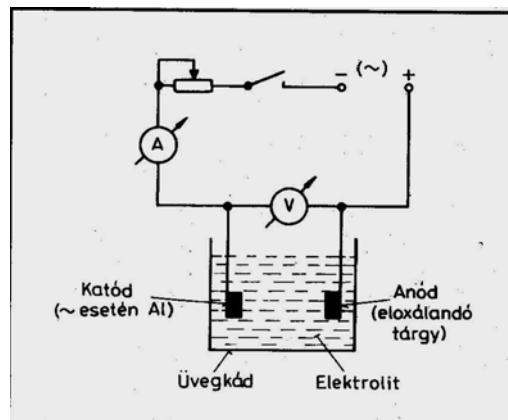 − (~) +
A
V
Katód
(~ esetén Al)
Anód
(eloxálandó
tárgy)
Üvegkád
Elektrolit